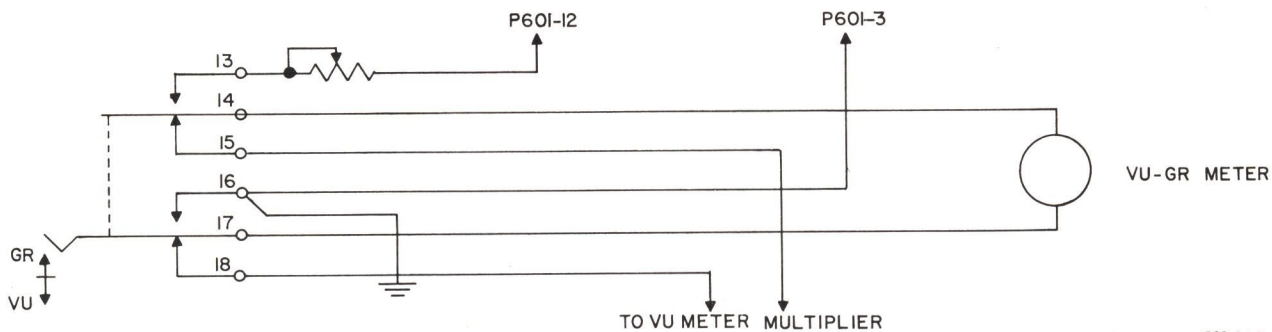 P601-12
P601-3
13
14
15
16
17
18
VU-GR METER
GR
VU
TO VU METER MULTIPLIER